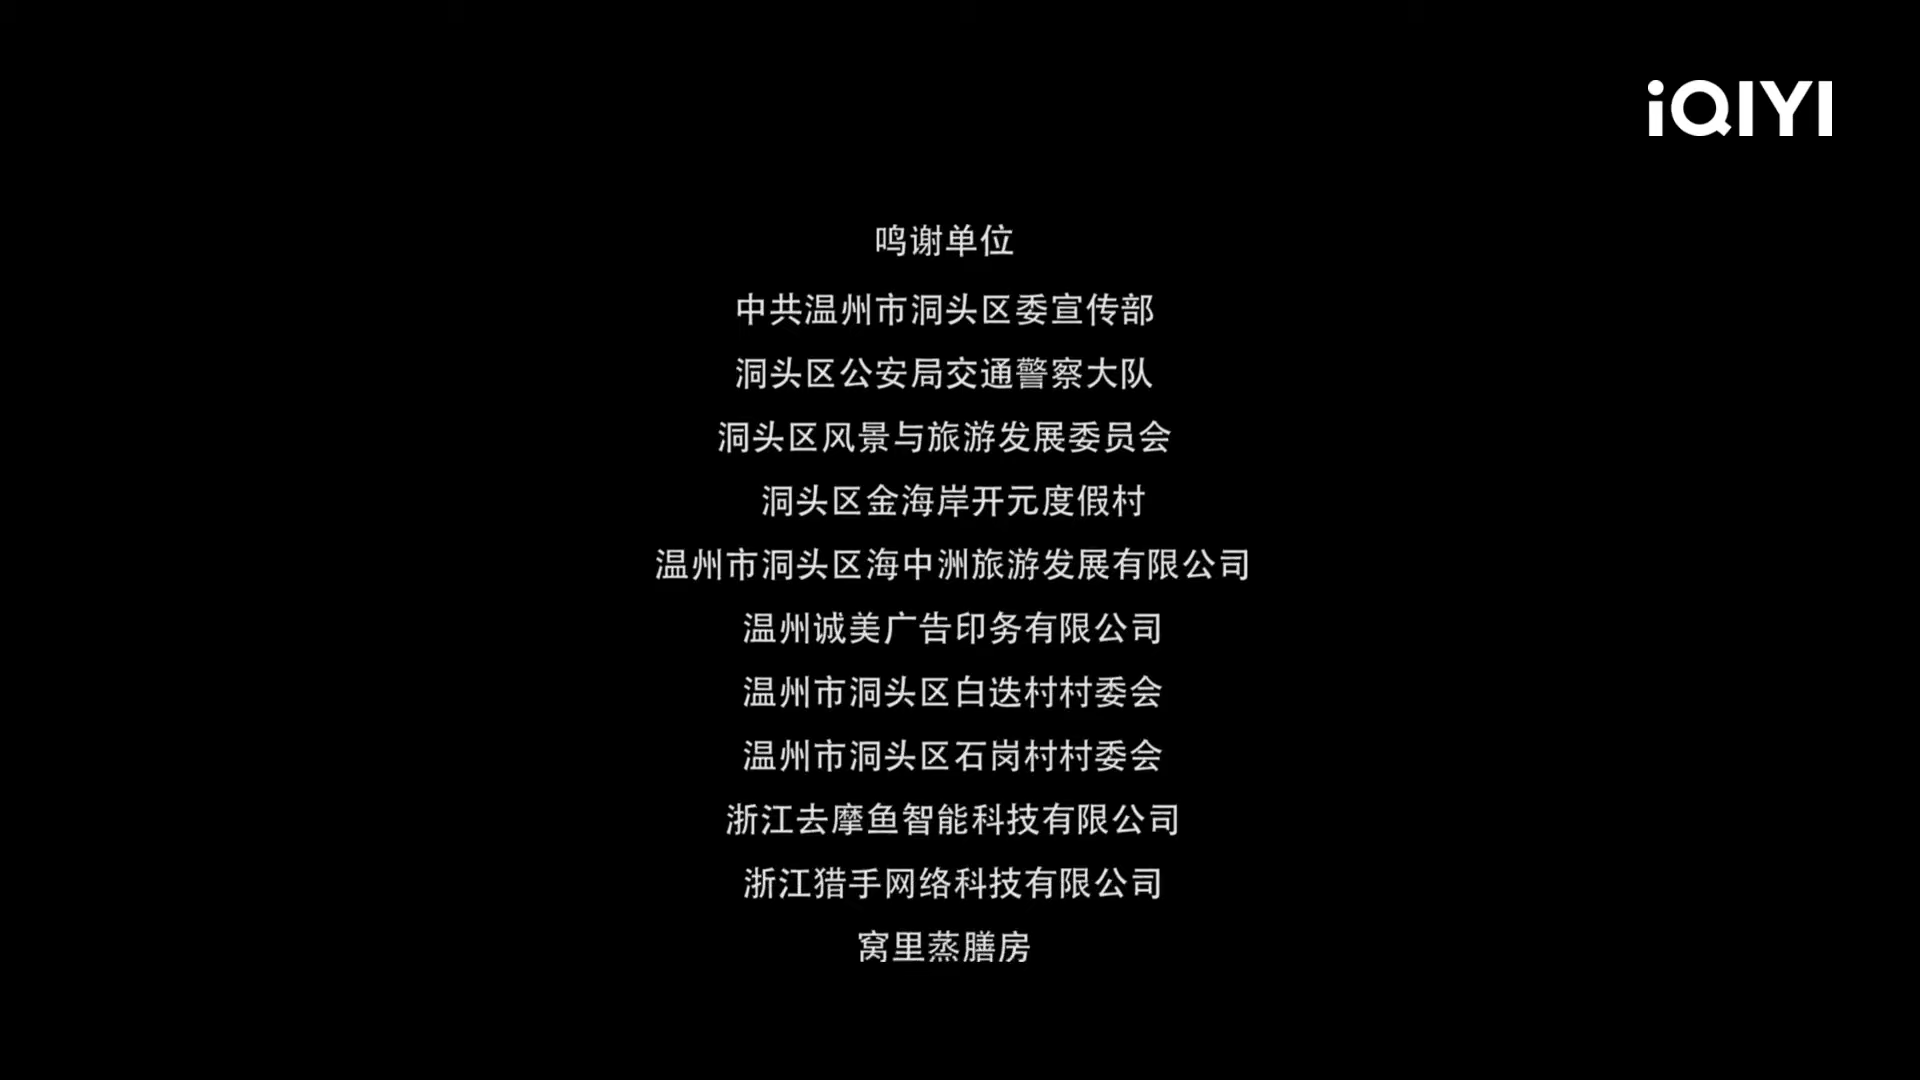 iQIYI
鸣谢单位
中共温州市洞头区委宣传部
洞头区公安局交通警察大队
洞头区风景与旅游发展委员会
洞头区金海岸开元度假村
温州市洞头区海中洲旅游发展有限公司
温州诚美广告印务有限公司
温州市洞头区白迭村村委会
温州市洞头区石岗村村委会
浙江去摩鱼智能科技有限公司
浙江猎手网络科技有限公司
窝里蒸膳房